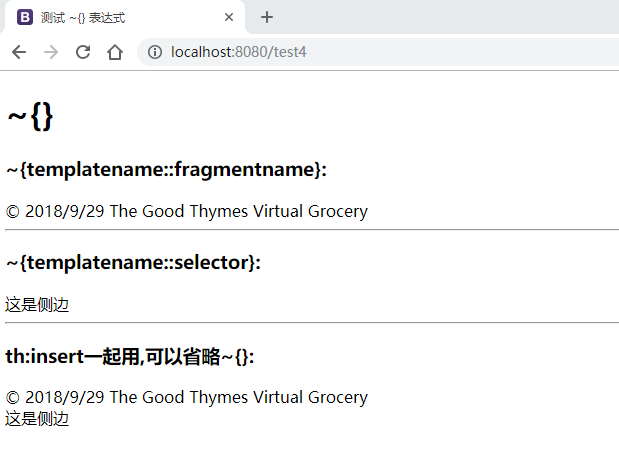 B 测试 ~{} 表达式
localhost:8080/test4
~{}
~{templatename::fragmentname}:
© 2018/9/29 The Good Thymes Virtual Grocery
~{templatename::selector}:
这是侧边
th:insert一起用,可以省略~{}:
© 2018/9/29 The Good Thymes Virtual Grocery
这是侧边